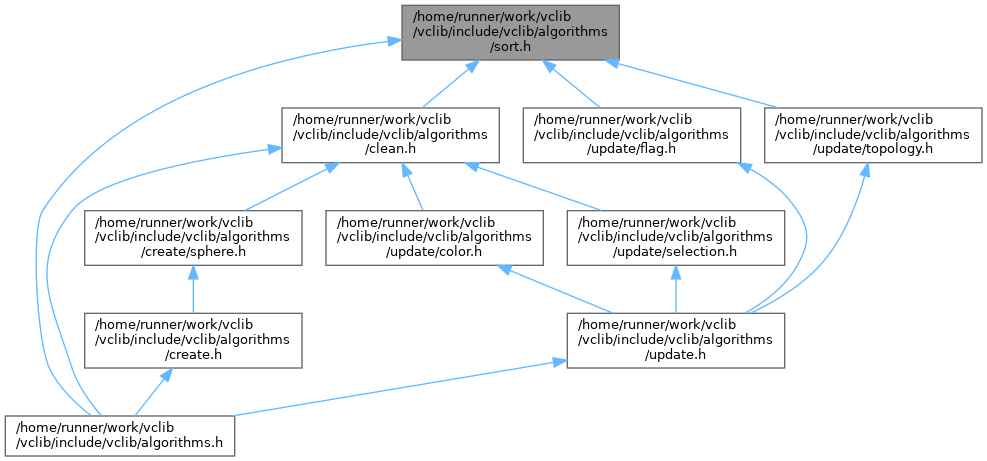 /home/runner/work/vclib
/vclib/include/vclib/algorithms
/sort.h
/home/runner/work/vclib
/vclib/include/vclib/algorithms
/clean.h
/home/runner/work/vclib
/vclib/include/vclib/algorithms
/update/flag.h
/home/runner/work/vclib
/vclib/include/vclib/algorithms
/update/topology.h
/home/runner/work/vclib
/vclib/include/vclib/algorithms
/create/sphere.h
/home/runner/work/vclib
/vclib/include/vclib/algorithms
/update/color.h
/home/runner/work/vclib
/vclib/include/vclib/algorithms
/update/selection.h
/home/runner/work/vclib
/vclib/include/vclib/algorithms
/create.h
/home/runner/work/vclib
/vclib/include/vclib/algorithms
/update.h
/home/runner/work/vclib
/vclib/include/vclib/algorithms.h